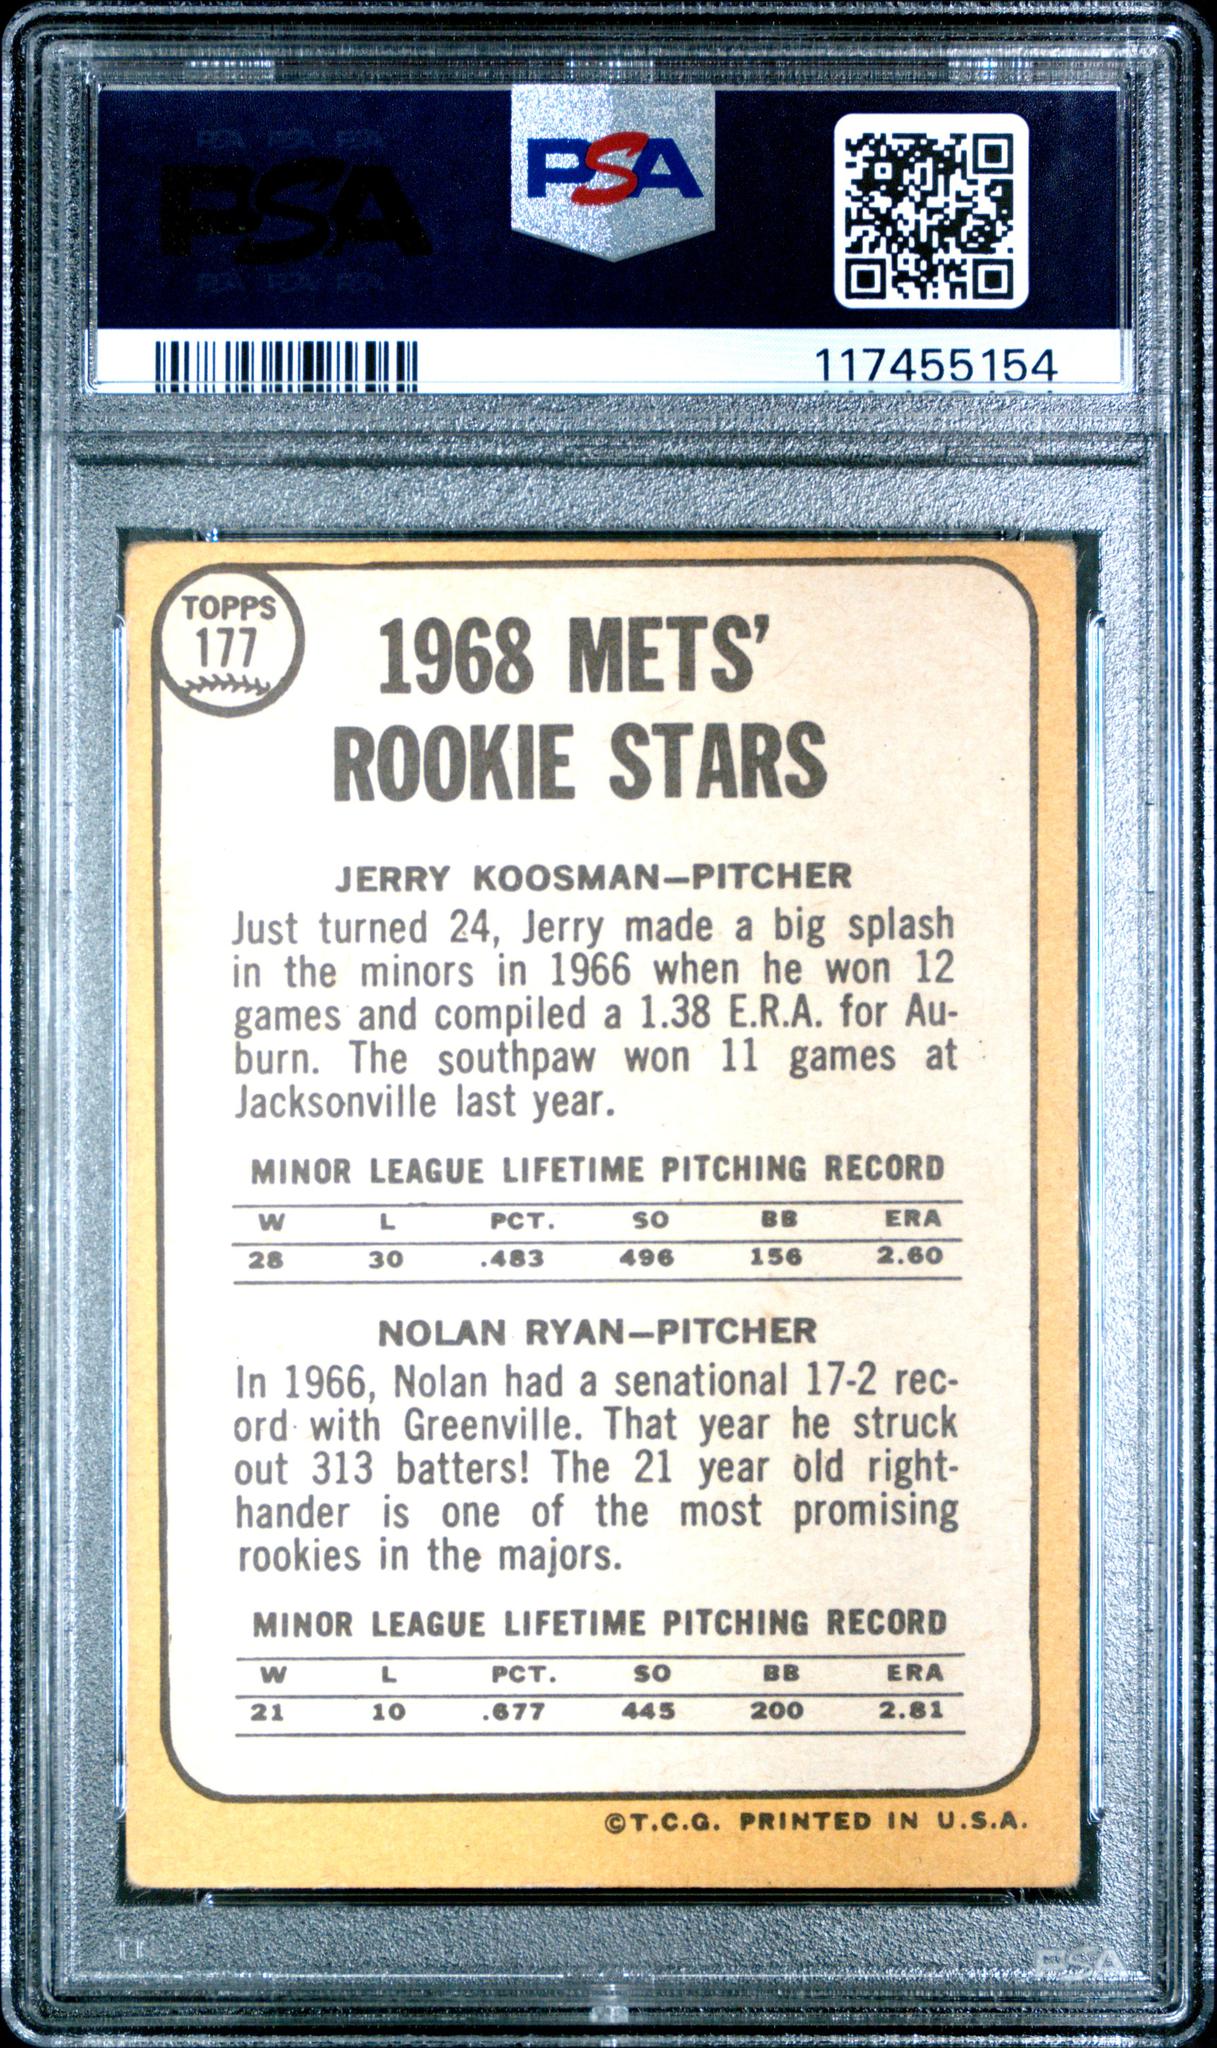 PSA PSA PSA
PSA
PSA
117455154
TOPPS
177
1968 METS'
ROOKIE STARS
JERRY KOOSMAN—PITCHER
Just turned 24, Jerry made a big splash
in the minors in 1966 when he won 12
games and compiled a 1.38 E.R.A. for Au-
burn. The southpaw won 11 games at
Jacksonville last year.
MINOR LEAGUE LIFETIME PITCHING RECORD
W L PCT. SO BB ERA
28 30 .483 496 156 2.60
NOLAN RYAN—PITCHER
In 1966, Nolan had a senational 17-2 rec-
ord with Greenville. That year he struck
out 313 batters! The 21 year old right-
hander is one of the most promising
rookies in the majors.
MINOR LEAGUE LIFETIME PITCHING RECORD
W L PCT. SO BB ERA
21 10 .677 445 200 2.81
©T.C.G. PRINTED IN U.S.A.
PSA